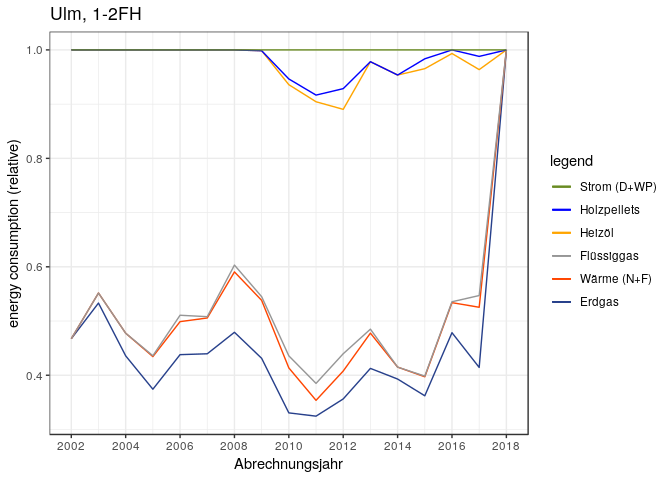 Ulm, 1-2FH
energy consumption (relative)
1.0
0.8
0.6
0.4
2002 2004 2006 2008 2010 2012 2014 2016 2018
Abrechnungsjahr
legend
Strom (D+WP)
Holzpellets
Heizöl
Flüssiggas
Wärme (N+F)
Erdgas